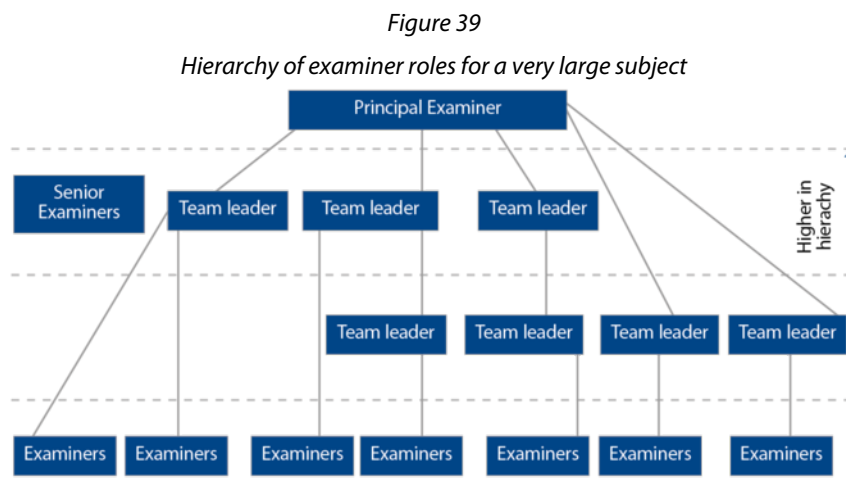 Figure 39
Hierarchy of examiner roles for a very large subject
Principal Examiner
Senior
Examiners
Team leader
Team leader
Team leader
Higher in
hierachy
Team leader
Team leader
Team leader
Team leader
Examiners
Examiners
Examiners
Examiners
Examiners
Examiners
Examiners